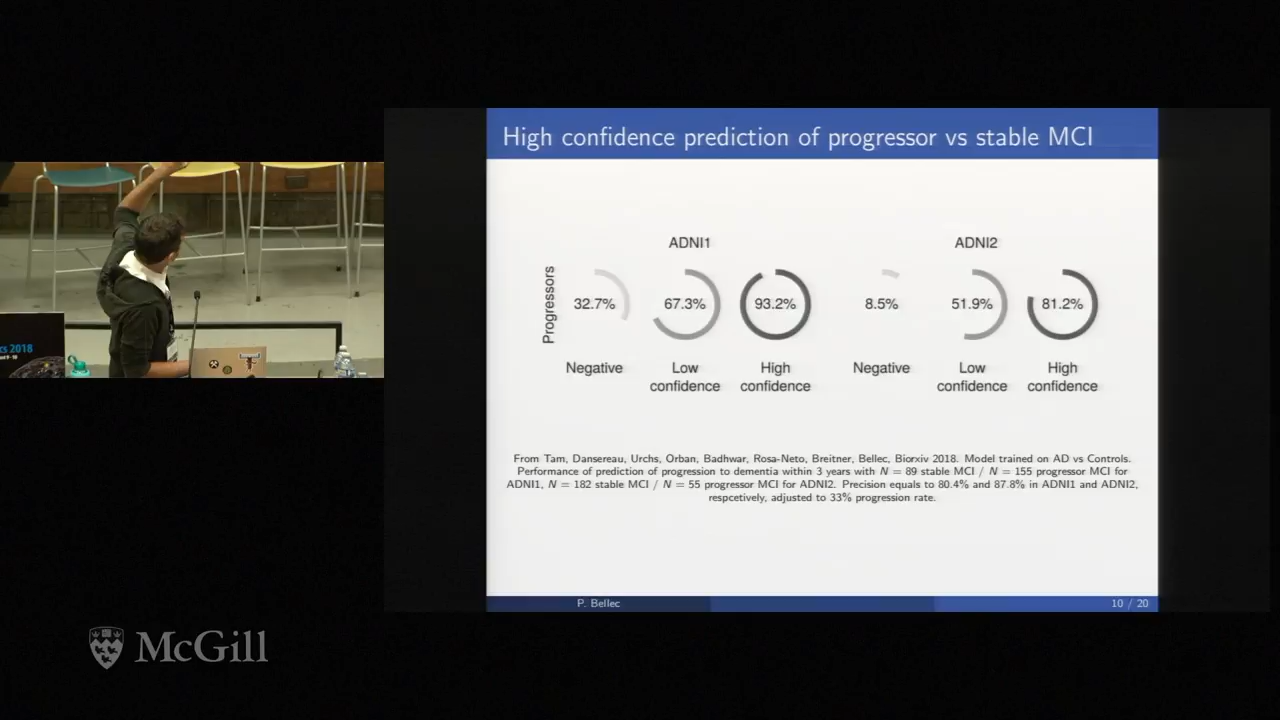 High confidence prediction of progressor vs stable MCI
ADNI1
ADNI2
Progressors
32.7%
67.3%
93.2%
8.5%
51.9%
81.2%
Negative
Low
confidence
High
confidence
Negative
Low
confidence
High
confidence
From Tam, Dansereau, Urchs, Orban, Badhwar, Rosa-Neto, Breitner, Bellec, Biorxiv 2018. Model trained on AD vs Controls.
Performance of prediction of progression to dementia within 3 years with N = 89 stable MCI / N = 155 progressor MCI for
ADNI1, N = 182 stable MCI / N = 55 progressor MCI for ADNI2. Precision equals to 80.4% and 87.8% in ADNI1 and ADNI2,
respcetively, adjusted to 33% progression rate.
P. Bellec
10 / 20
cs 2018
McGill